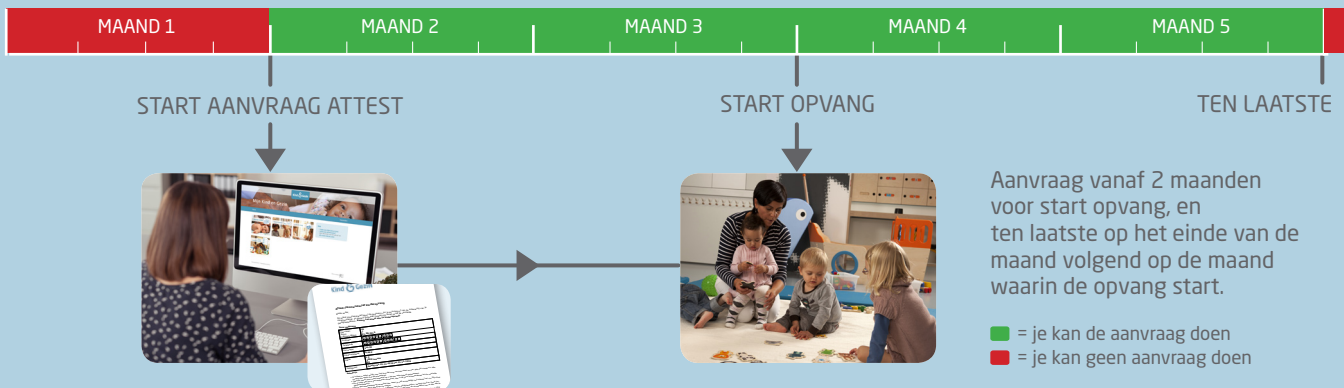 MAAND 1
MAAND 2
MAAND 3
MAAND 4
MAAND 5
START AANVRAAG ATTEST
START OPVANG
TEN LAATSTE
Kind & Gezin
Aanvraag vanaf 2 maanden
voor start opvang, en
ten laatste op het einde van de
maand volgend op de maand
waarin de opvang start.
= je kan de aanvraag doen
= je kan geen aanvraag doen